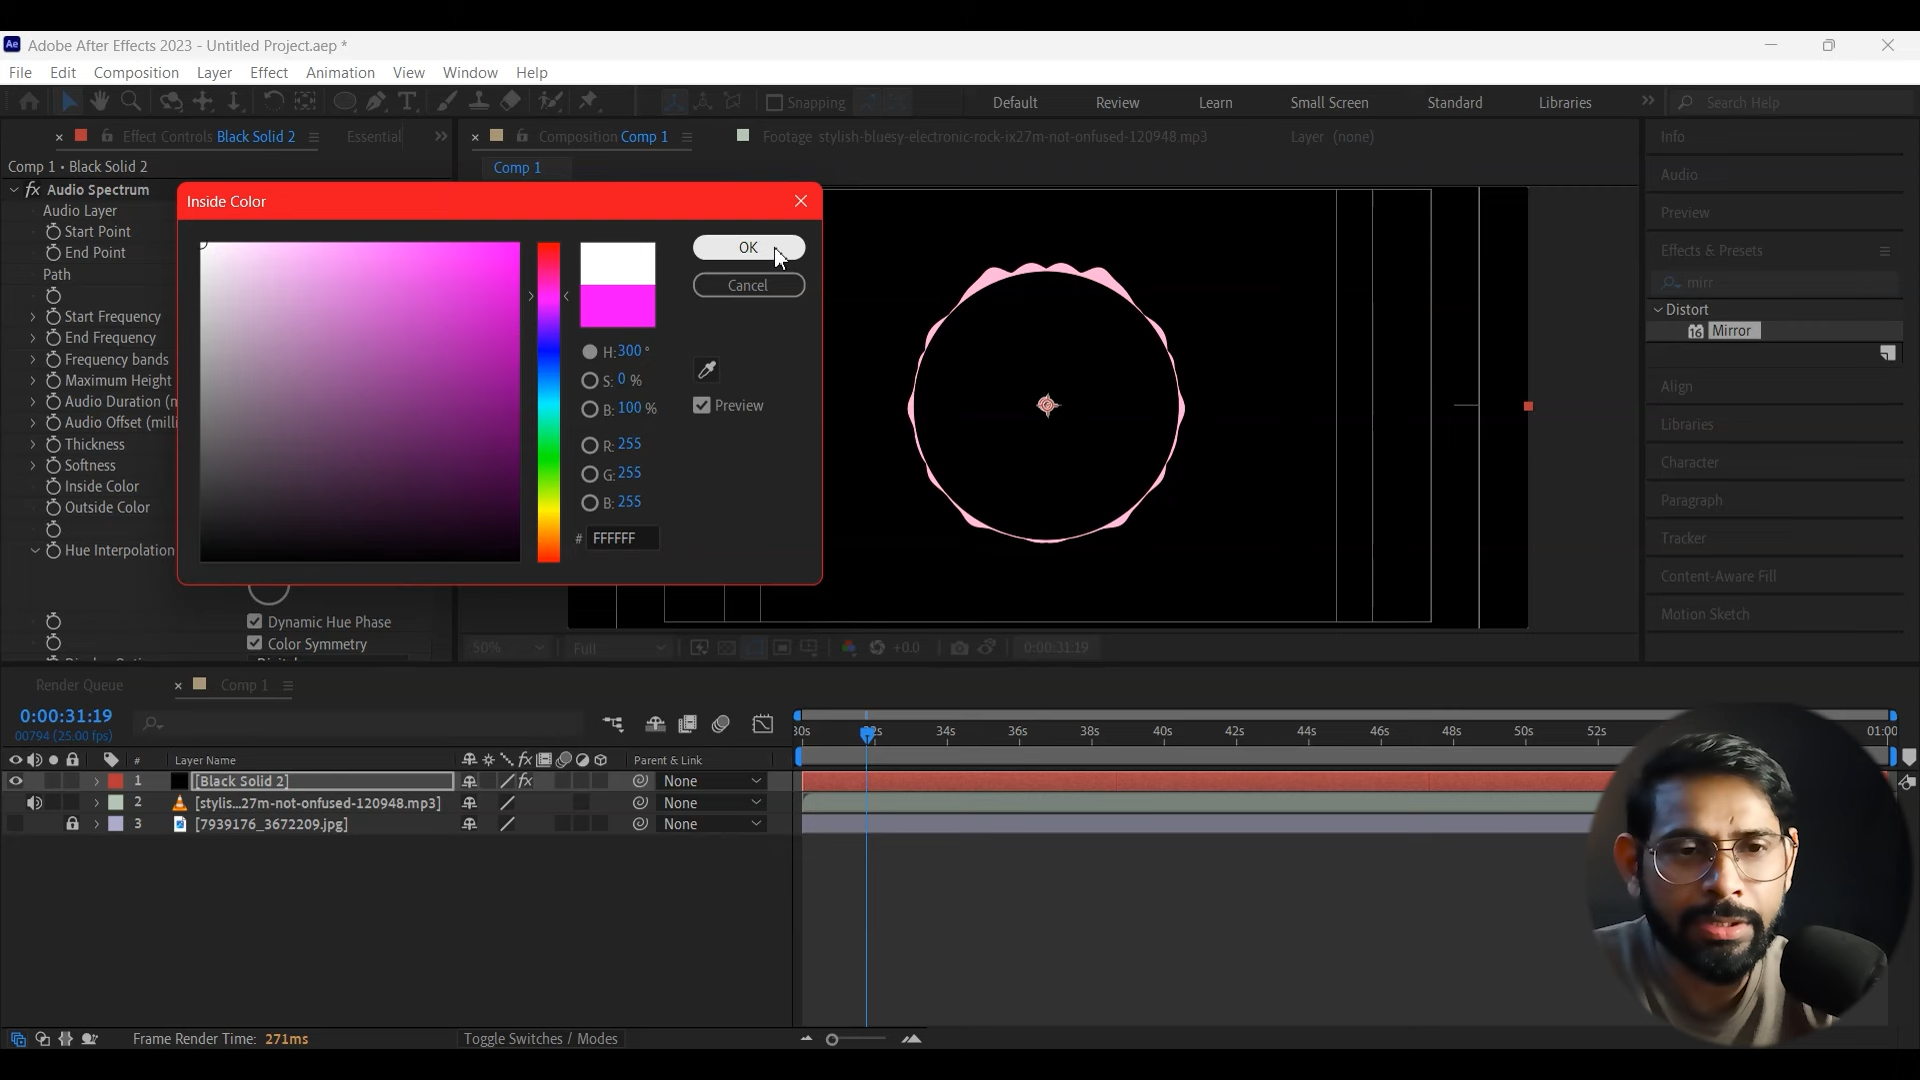 Ae Adobe After Effects 2023 - Untitled Project.aep *
File Edit Composition Layer Effect Animation View Window Help
Snapping Default Review Learn Small Screen Standard Libraries Search Help
Effect Controls Black Solid 2 Essential
Composition Comp 1
Footage stylish-bluesy-electronic-rock-ix27m-not-onfused-120948.mp3
Layer (none)
Comp 1 • Black Solid 2
Comp 1
fx Audio Spectrum
Audio Layer
Start Point
End Point
Path
Start Frequency
End Frequency
Frequency bands
Maximum Height
Audio Duration (n
Audio Offset (milli
Thickness
Softness
Inside Color
Outside Color
Hue Interpolation
Dynamic Hue Phase
Color Symmetry
Inside Color
OK
Cancel
H: 300 °
S: 0 %
B: 100 %
R: 255
G: 255
B: 255
# FFFFFF
Preview
50% Full +0.0 0:00:31:19
Info
Audio
Preview
Effects & Presets
mirr
Distort
16 Mirror
Align
Libraries
Character
Paragraph
Tracker
Content-Aware Fill
Motion Sketch
Render Queue Comp 1
0:00:31:19
00794 (25.00 fps)
# Layer Name fx Parent & Link
1 [Black Solid 2] fx None
2 [stylis...27m-not-onfused-120948.mp3] None
3 [7939176_3672209.jpg] None
34s 36s 38s 40s 42s 44s 46s 48s 50s 52s 01:00
Frame Render Time: 271ms
Toggle Switches / Modes